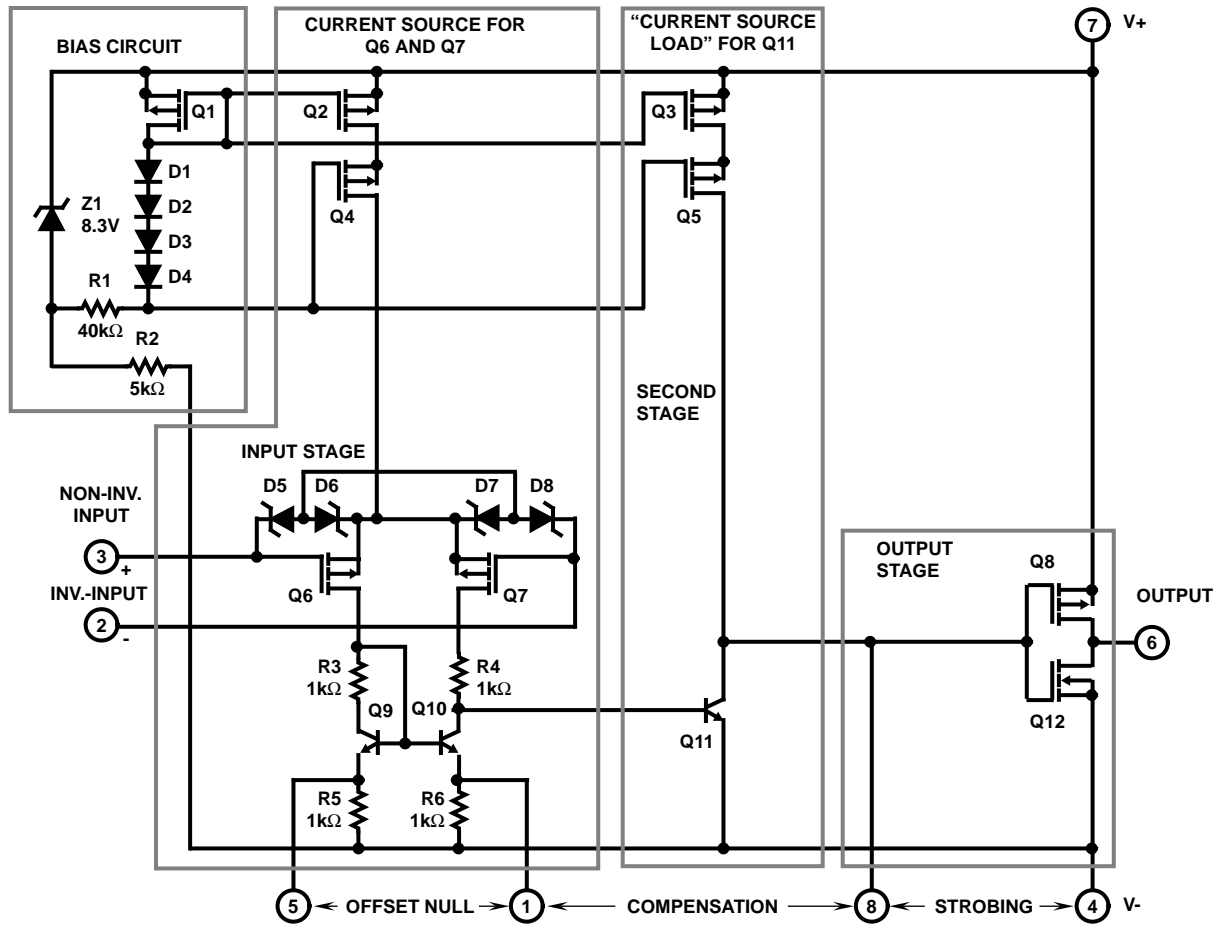 CURRENT SOURCE FOR
Q6 AND Q7
“CURRENT SOURCE
LOAD” FOR Q11
7 V+
BIAS CIRCUIT
Q1
Q2
Q3
D1
D2
D3
D4
Z1
8.3V
Q4
Q5
R1
40kΩ
R2
5kΩ
SECOND
STAGE
INPUT STAGE
D5 D6 D7 D8
NON-INV.
INPUT
3 +
INV.-INPUT
2 -
Q6 Q7
OUTPUT
STAGE
Q8
OUTPUT
6
R3
1kΩ
R4
1kΩ
Q9 Q10
Q11
Q12
R5
1kΩ
R6
1kΩ
5 OFFSET NULL 1 COMPENSATION 8 STROBING 4 V-